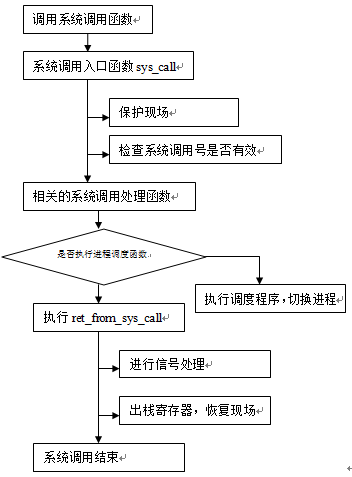 调用系统调用函数
系统调用入口函数 sys_call
保护现场
检查系统调用号是否有效
相关的系统调用处理函数
是否执行进程调度函数
执行调度程序，切换进程
执行 ret_from_sys_call
进行信号处理
出栈寄存器，恢复现场
系统调用结束